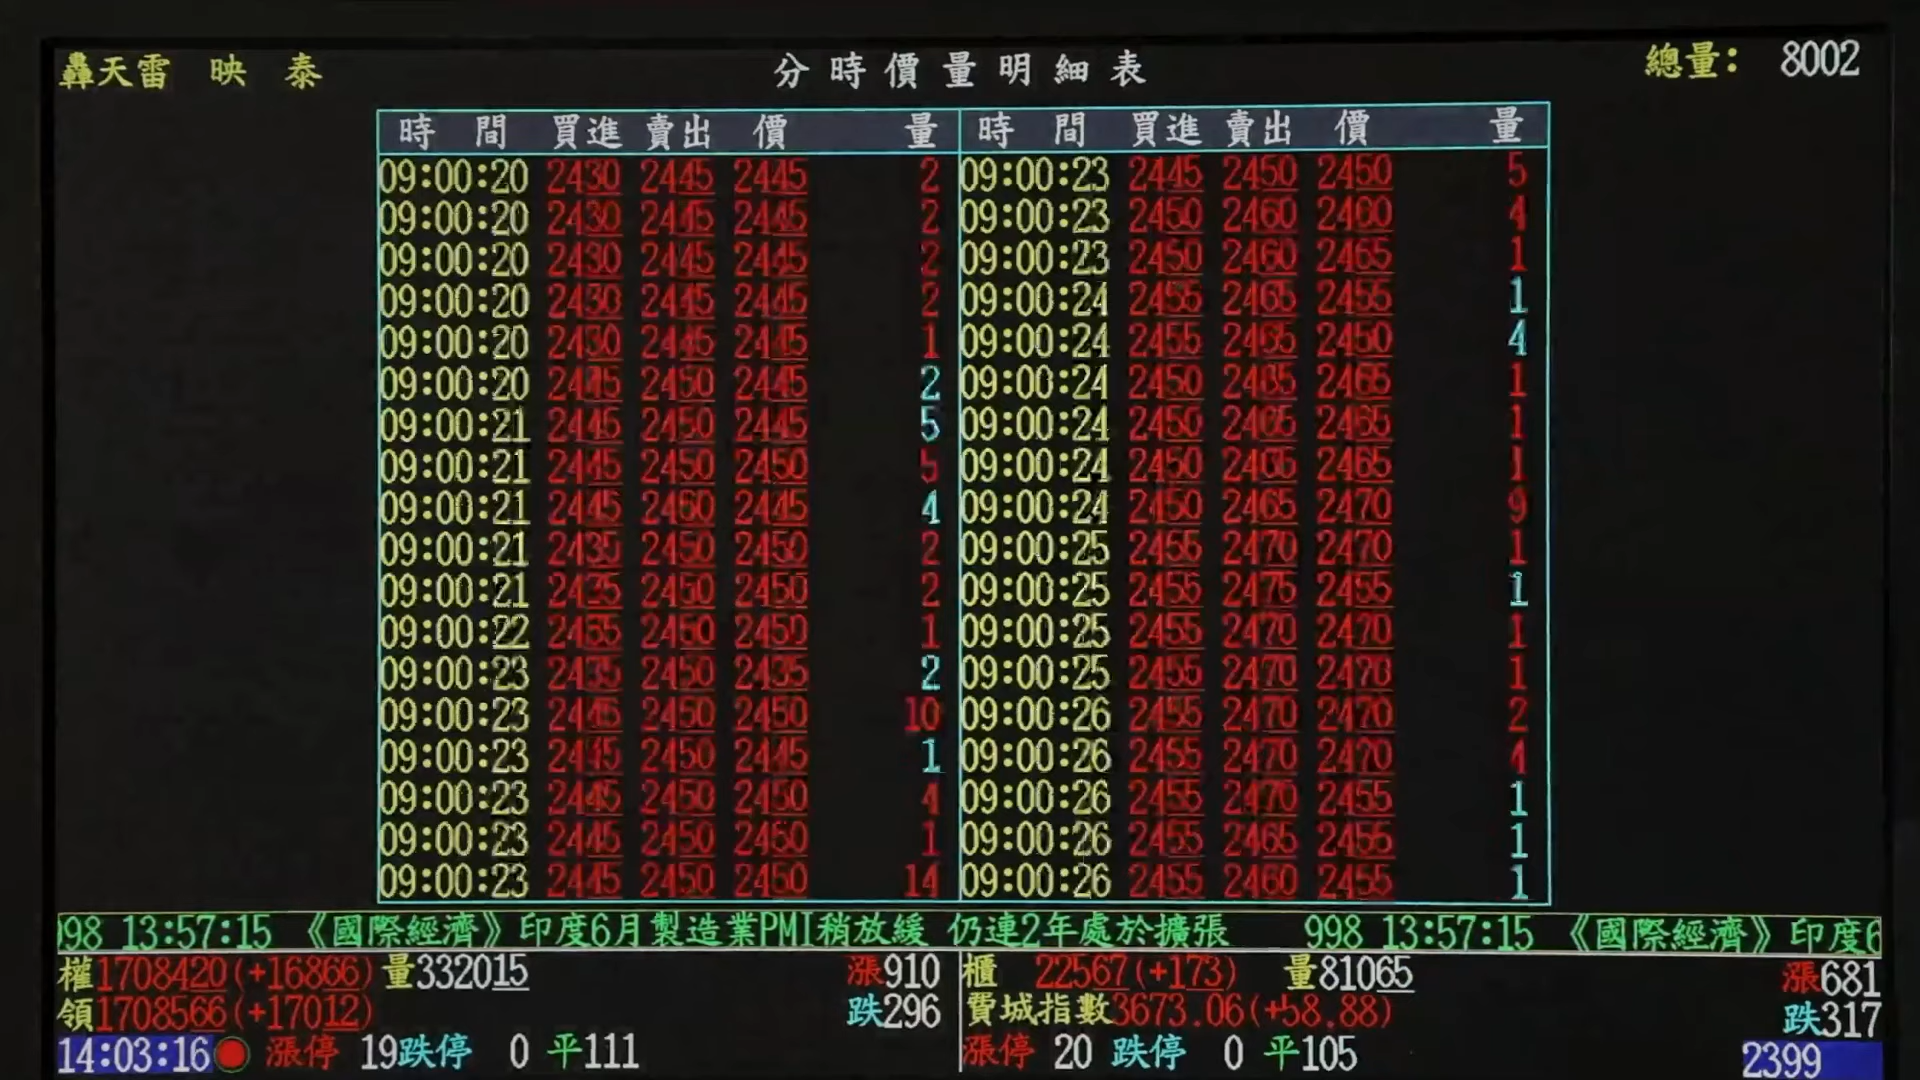 轟天雷 映 泰 分時價量明細表 總量: 8002
時 間 買進 賣出 價 量 時 間 買進 賣出 價 量
09:00:20 2430 2445 2445 2 09:00:23 2445 2450 2450 5
09:00:20 2430 2445 2445 2 09:00:23 2450 2460 2460 4
09:00:20 2430 2445 2445 2 09:00:23 2450 2460 2465 1
09:00:20 2430 2445 2445 2 09:00:24 2455 2465 2455 1
09:00:20 2430 2445 2445 1 09:00:24 2455 2465 2450 4
09:00:20 2445 2450 2445 2 09:00:24 2450 2465 2465 1
09:00:21 2445 2450 2445 5 09:00:24 2450 2465 2465 1
09:00:21 2445 2450 2450 5 09:00:24 2450 2465 2465 1
09:00:21 2445 2460 2445 4 09:00:24 2450 2465 2470 9
09:00:21 2435 2450 2450 2 09:00:25 2455 2470 2470 1
09:00:21 2435 2450 2450 2 09:00:25 2455 2475 2455 1
09:00:22 2450 2450 1 09:00:25 2455 2470 2470 1
09:00:23 2435 2450 2435 2 09:00:25 2455 2470 2470 1
09:00:23 2445 2450 2450 10 09:00:26 2455 2470 2470 2
09:00:23 2445 2450 2445 1 09:00:26 2455 2470 2470 4
09:00:23 2445 2450 2450 4 09:00:26 2455 2470 2455 1
09:00:23 2445 2450 2450 1 09:00:26 2455 2465 2455 1
09:00:23 2445 2450 2450 14 09:00:26 2455 2460 2455 1
998 13:57:15 《國際經濟》印度6月製造業PMI稍放緩 仍連2年處於擴張 998 13:57:15 《國際經濟》印度6
權1708420(+16866) 量332015 漲910 櫃 22567(+173) 量81065 漲681
領1708566(+17012) 跌296 費城指數3673.06(+58.88) 跌317
14:03:16 漲停 19跌停 0 平111 漲停 20 跌停 0 平105 2399